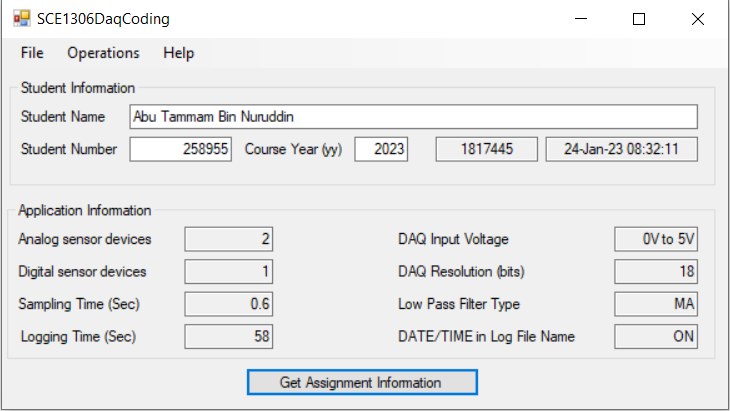 SCE1306DaqCoding
File Operations Help
Student Information
Student Name Abu Tammam Bin Nuruddin
Student Number 258955 Course Year (yy) 2023 1817445 24-Jan-23 08:32:11
Application Information
Analog sensor devices 2 DAQ Input Voltage 0V to 5V
Digital sensor devices 1 DAQ Resolution (bits) 18
Sampling Time (Sec) 0.6 Low Pass Filter Type MA
Logging Time (Sec) 58 DATE/TIME in Log File Name ON
Get Assignment Information